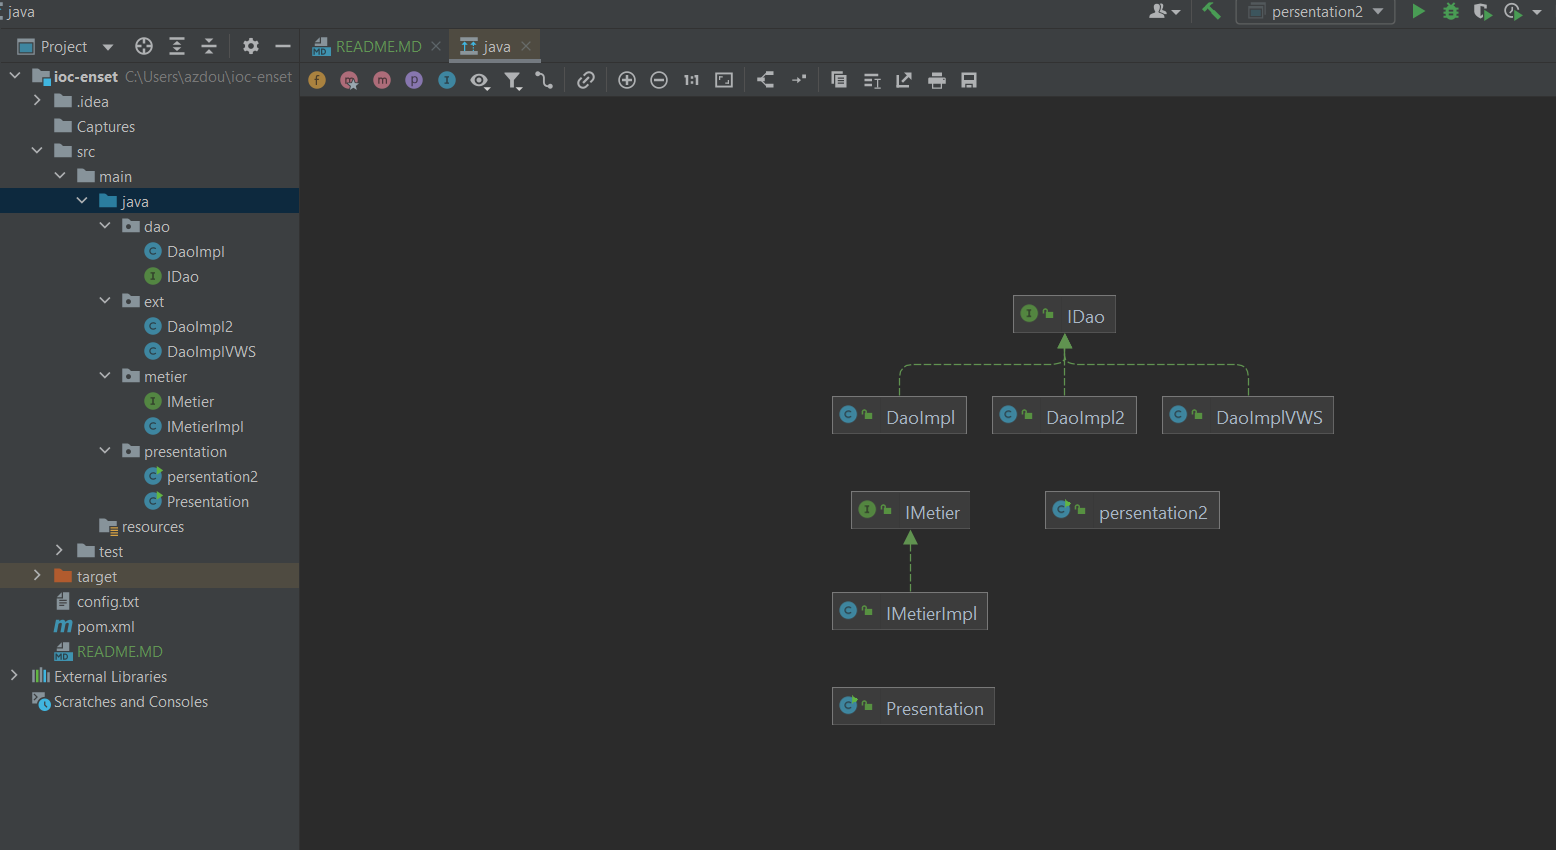 java
persentation2
Project
README.MD
java
f
m
m
p
I
1:1
ioc-enset C:\Users\azdou\ioc-enset
.idea
Captures
src
main
java
dao
C DaoImpl
I IDao
ext
C DaoImpl2
C DaoImplVWS
metier
I IMetier
C IMetierImpl
presentation
C persentation2
C Presentation
resources
test
target
config.txt
m pom.xml
MD README.MD
External Libraries
Scratches and Consoles
I IDao
C DaoImpl
C DaoImpl2
C DaoImplVWS
I IMetier
C persentation2
C IMetierImpl
C Presentation